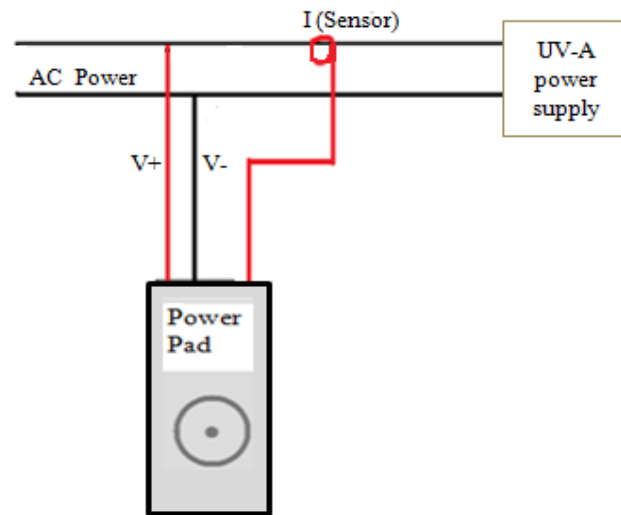 I (Sensor)
AC Power
UV-A
power
supply
V+
V-
Power
Pad